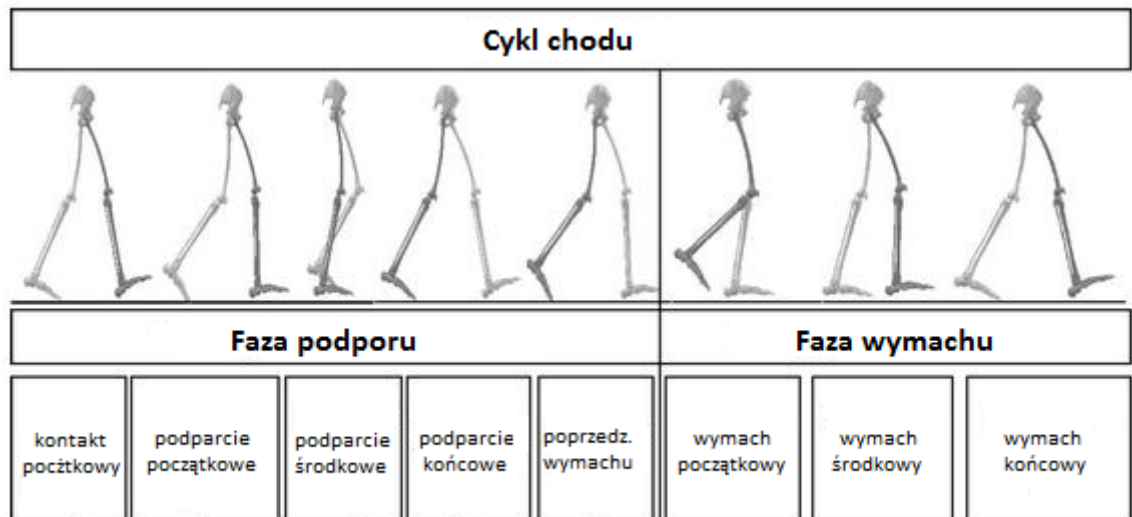 Cykl chodu
Faza podporu
Faza wymachu
kontakt
pocżtkowy
podparcie
początkowe
podparcie
środkowe
podparcie
końcowe
poprzedz.
wymachu
wymach
początkowy
wymach
środkowy
wymach
końcowy